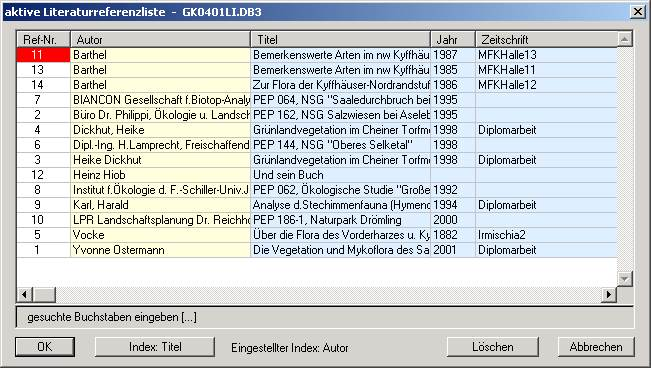 aktive Literaturreferenzliste - GK0401LI.DB3
Ref-Nr. Autor Titel Jahr Zeitschrift
11 Barthel Bemerkenswerte Arten im nw Kyffhäu 1987 MFKHalle13
13 Barthel Bemerkenswerte Arten im nw Kyffhäu 1985 MFKHalle11
14 Barthel Zur Flora der Kyffhäuser-Nordrandstuf 1986 MFKHalle12
7 BIANCON Gesellschaft f.Biotop-Analy PEP 064, NSG "Saaledurchbruch bei 1995
2 Büro Dr. Philippi, Ökologie u. Landsch PEP 162, NSG Salzwiesen bei Aseleb 1995
4 Dickhut, Heike Grünlandvegetation im Cheiner Torfmo 1998 Diplomarbeit
6 Dipl.-Ing. H.Lamprecht, Freischaffend PEP 144, NSG "Oberes Selketal" 1998
3 Heike Dickhut Grünlandvegetation im Cheiner Torfmo 1998 Diplomarbeit
12 Heinz Hiob Und sein Buch
8 Institut f.Ökologie d. F.-Schiller-Univ.J PEP 062, Ökologische Studie "Große 1992
9 Karl, Harald Analyse d.Stechimmenfauna (Hymeno 1994 Diplomarbeit
10 LPR Landschaftsplanung Dr. Reichho PEP 186-1, Naturpark Drömling 2000
5 Vocke Über die Flora des Vorderharzes u. Ky 1882 Irmischia2
1 Yvonne Ostermann Die Vegetation und Mykoflora des Sa 2001 Diplomarbeit
gesuchte Buchstaben eingeben [...]
OK Index: Titel Eingestellter Index: Autor Löschen Abbrechen